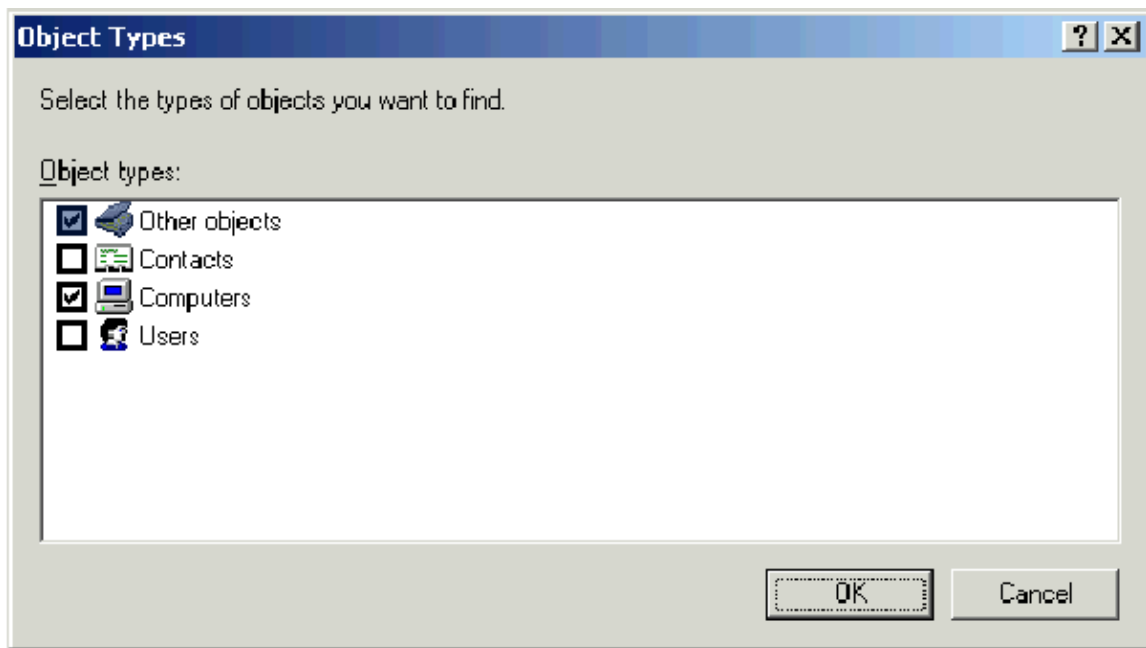 Object Types
Select the types of objects you want to find.
Object types:
Other objects
Contacts
Computers
Users
OK Cancel